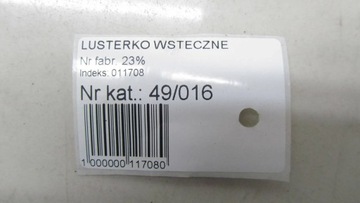 LUSTERKO WSTECZNE
Nr fabr. 23%
Indeks. 011708
Nr kat.: 49/016
1 000000 117080